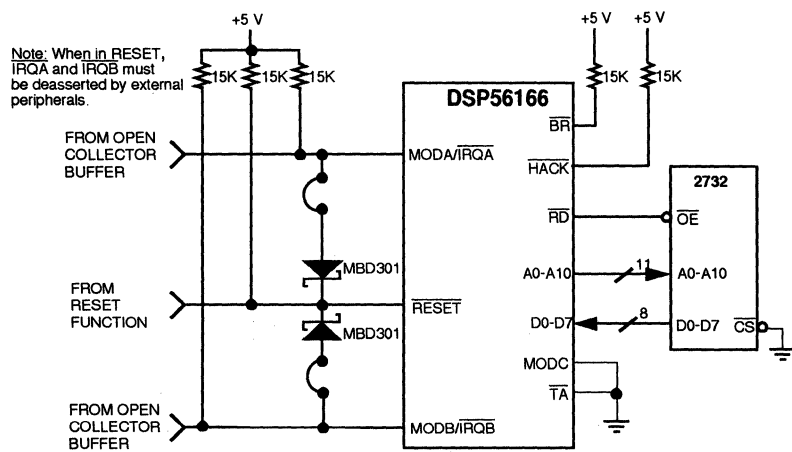 +5 V
+5 V
+5 V
Note: When in RESET,
IRQA and IRQB must
be deasserted by external
peripherals.
15K
15K
15K
15K
15K
DSP56166
BR
FROM OPEN
COLLECTOR
BUFFER
MODA/IRQA
HACK
2732
RD
OE
MBD301
A0-A10
11
A0-A10
FROM
RESET
FUNCTION
RESET
D0-D7
8
D0-D7
CS
MBD301
MODC
TA
FROM OPEN
COLLECTOR
BUFFER
MODB/IRQB